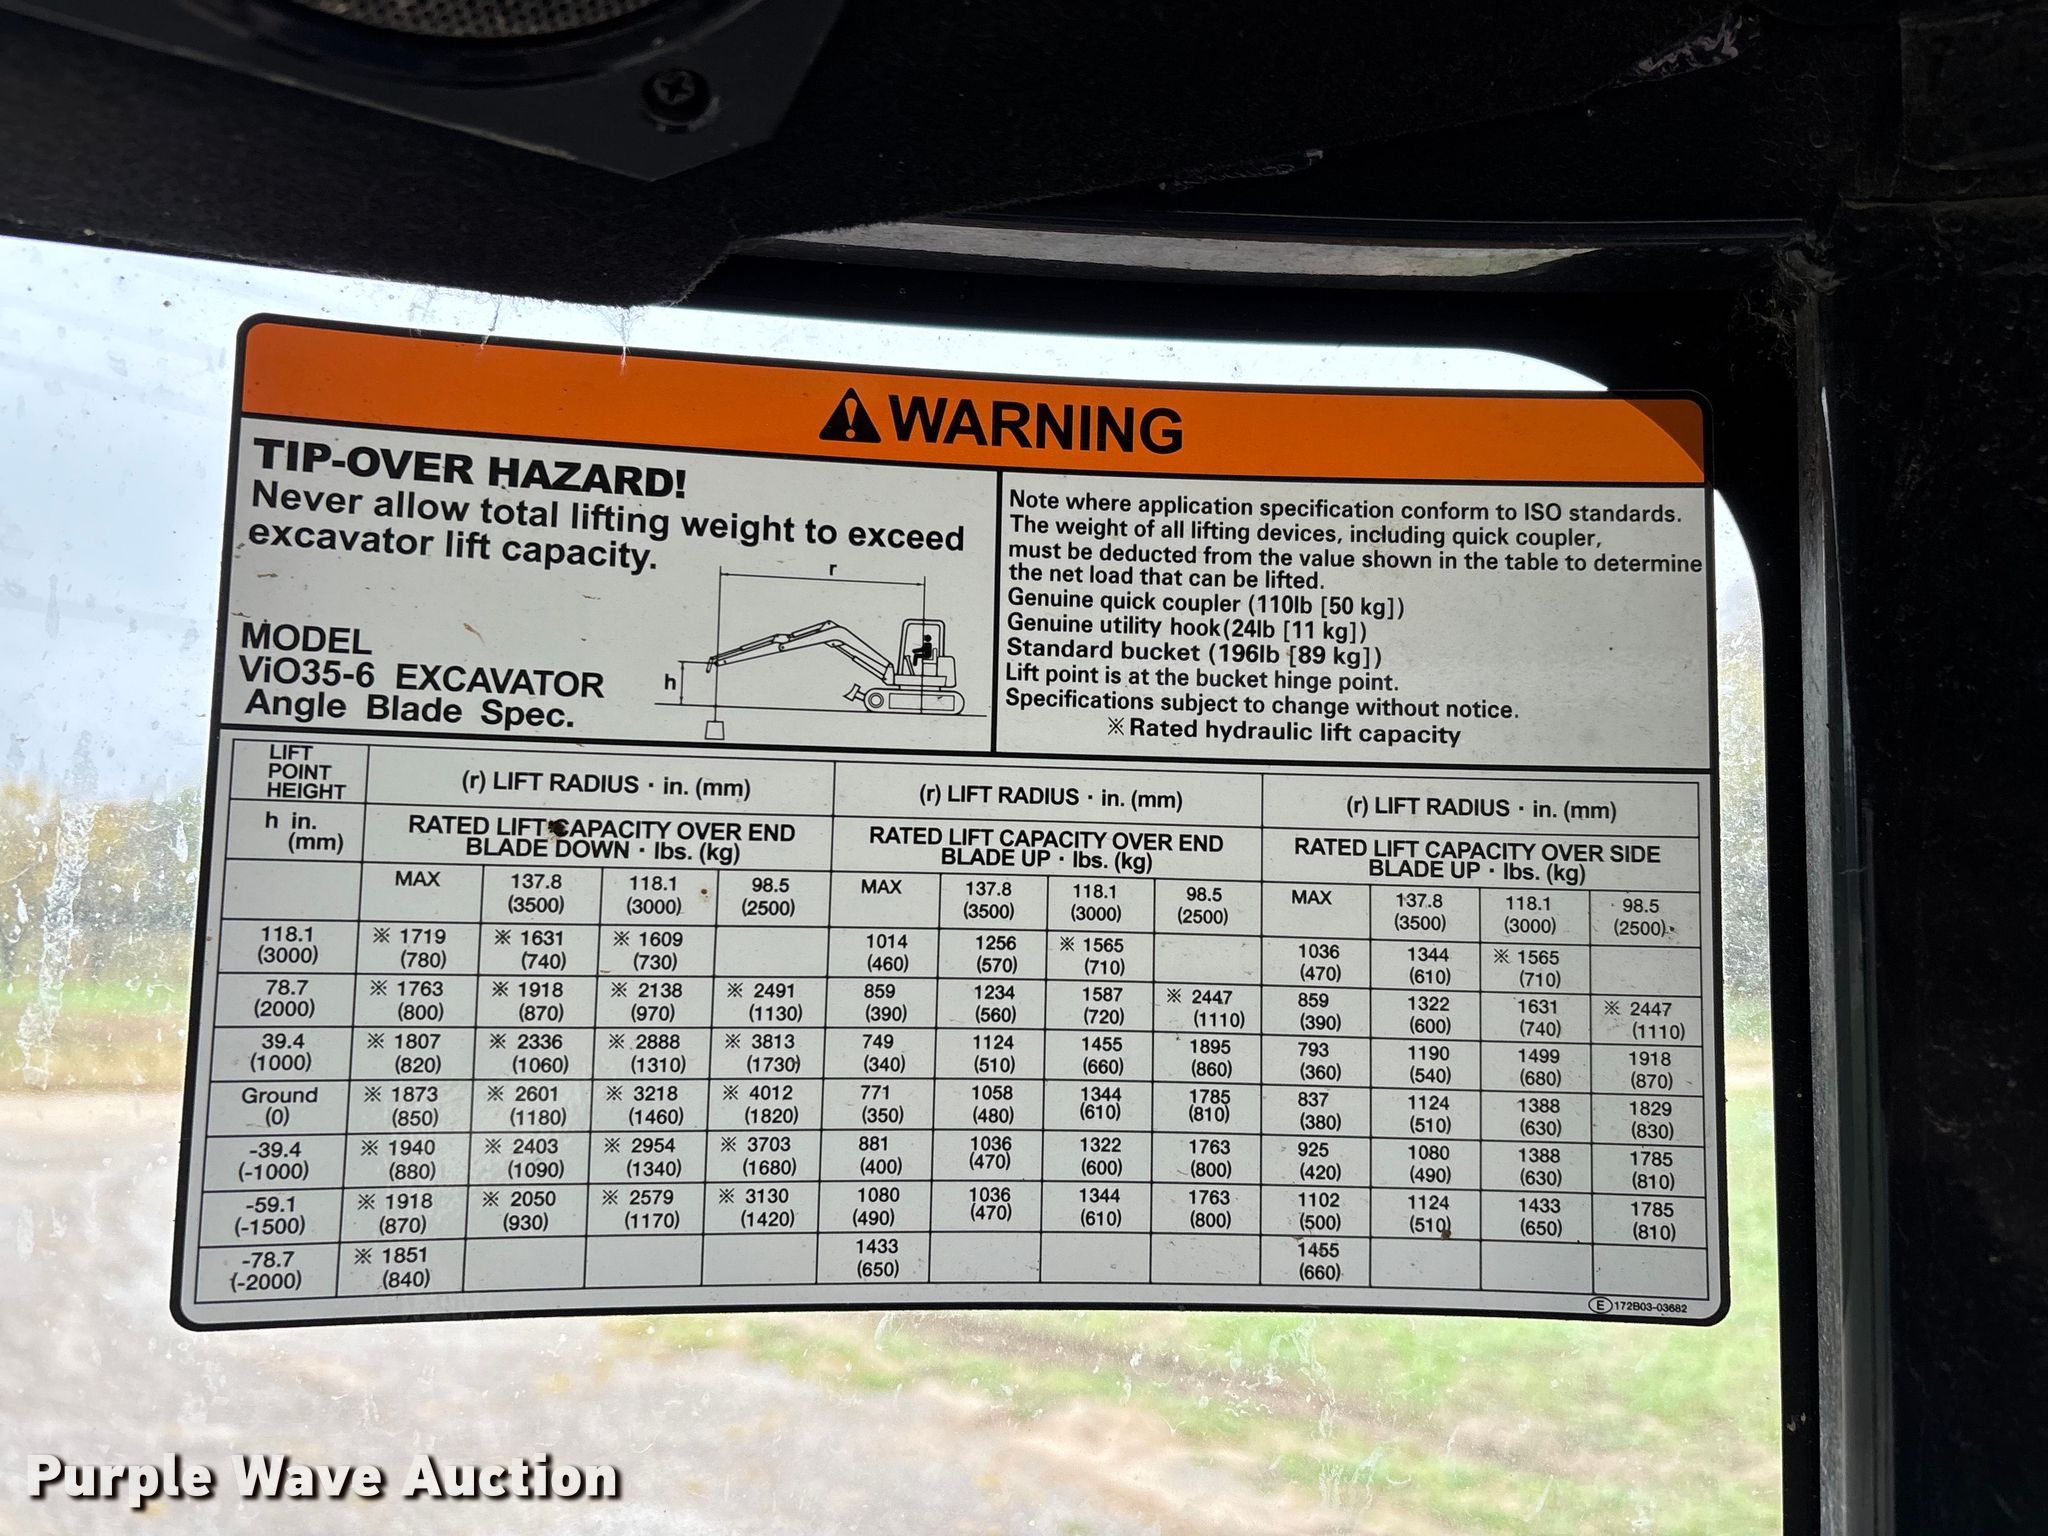 WARNING
TIP-OVER HAZARD!
Never allow total lifting weight to exceed
excavator lift capacity.
MODEL
ViO35-6 EXCAVATOR
Angle Blade Spec.
r
h
Note where application specification conform to ISO standards.
The weight of all lifting devices, including quick coupler,
must be deducted from the value shown in the table to determine
the net load that can be lifted.
Genuine quick coupler (110lb [50 kg])
Genuine utility hook(24lb [11 kg])
Standard bucket (196lb [89 kg])
Lift point is at the bucket hinge point.
Specifications subject to change without notice.
※Rated hydraulic lift capacity
LIFT POINT HEIGHT (r) LIFT RADIUS · in. (mm) (r) LIFT RADIUS · in. (mm) (r) LIFT RADIUS · in. (mm)
h in. (mm) RATED LIFT CAPACITY OVER END BLADE DOWN · lbs. (kg) RATED LIFT CAPACITY OVER END BLADE UP · lbs. (kg) RATED LIFT CAPACITY OVER SIDE BLADE UP · lbs. (kg)
MAX 137.8 118.1 98.5 MAX 137.8 118.1 98.5 MAX 137.8 118.1 98.5
(3500) (3000) (2500) (3500) (3000) (2500) (3500) (3000) (2500)
118.1 ※ 1719 ※ 1631 ※ 1609 1014 1256 ※ 1565 1036 1344 ※ 1565
(3000) (780) (740) (730) (460) (570) (710) (470) (610) (710)
78.7 ※ 1763 ※ 1918 ※ 2138 ※ 2491 859 1234 1587 ※ 2447 859 1322 1631 ※ 2447
(2000) (800) (870) (970) (1130) (390) (560) (720) (1110) (390) (600) (740) (1110)
39.4 ※ 1807 ※ 2336 ※ 2888 ※ 3813 749 1124 1455 1895 793 1190 1499 1918
(1000) (820) (1060) (1310) (1730) (340) (510) (660) (860) (360) (540) (680) (870)
Ground ※ 1873 ※ 2601 ※ 3218 ※ 4012 771 1058 1344 1785 837 1124 1388 1829
(0) (850) (1180) (1460) (1820) (350) (480) (610) (810) (380) (510) (630) (830)
-39.4 ※ 1940 ※ 2403 ※ 2954 ※ 3703 881 1036 1322 1763 925 1080 1388 1785
(-1000) (880) (1090) (1340) (1680) (400) (470) (600) (800) (420) (490) (630) (810)
-59.1 ※ 1918 ※ 2050 ※ 2579 ※ 3130 1080 1036 1344 1763 1102 1124 1433 1785
(-1500) (870) (930) (1170) (1420) (490) (470) (610) (800) (500) (510) (650) (810)
-78.7 ※ 1851 1433 1455
(-2000) (840) (650) (660)
E 172B03-03682
Purple Wave Auction